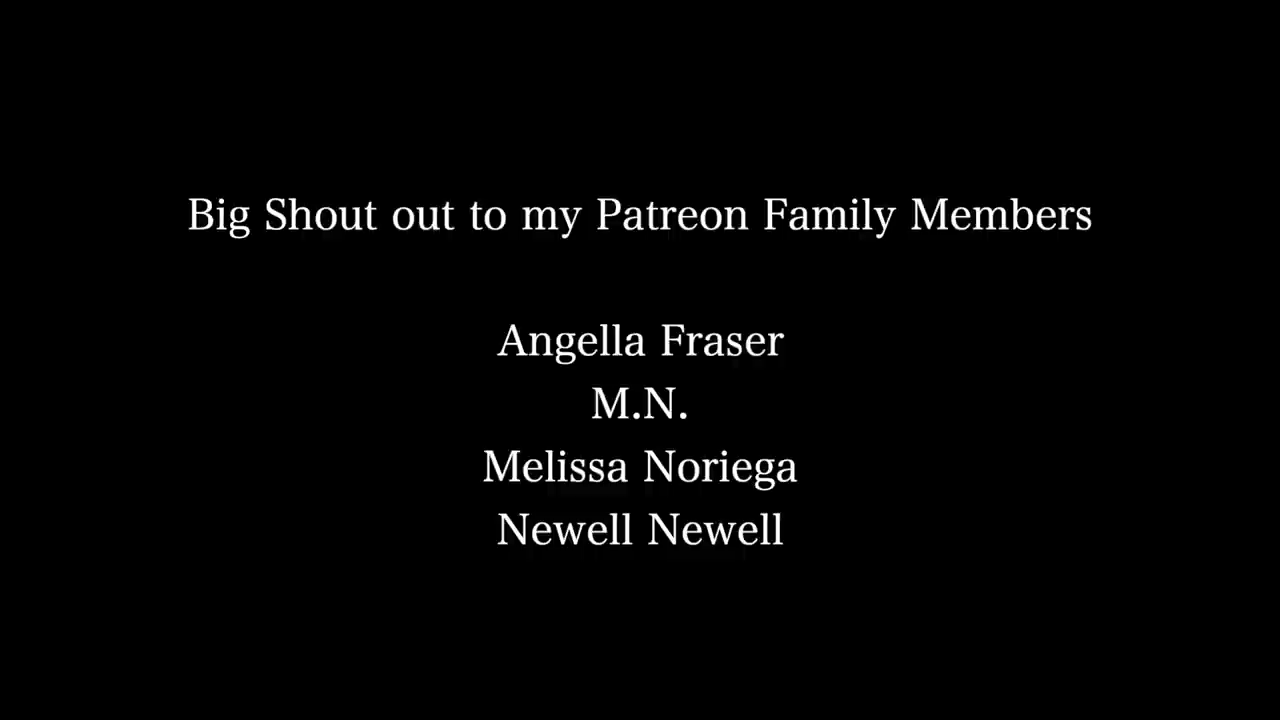 Big Shout out to my Patreon Family Members
Angella Fraser
M.N.
Melissa Noriega
Newell Newell